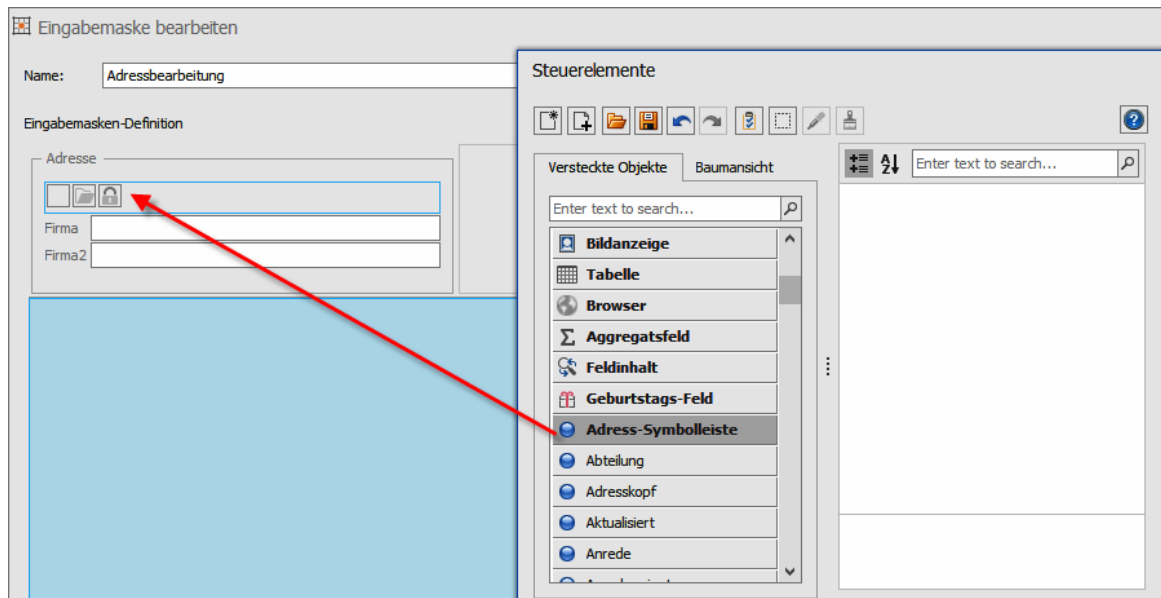 Eingabemaske bearbeiten
Name: Adressbearbeitung
Eingabemasken-Definition
Adresse
Firma
Firma2
Steuerelemente
Versteckte Objekte Baumansicht
Enter text to search...
Enter text to search...
Bildanzeige
Tabelle
Browser
Aggregatsfeld
Feldinhalt
Geburtstags-Feld
Adress-Symbolleiste
Abteilung
Adresskopf
Aktualisiert
Anrede